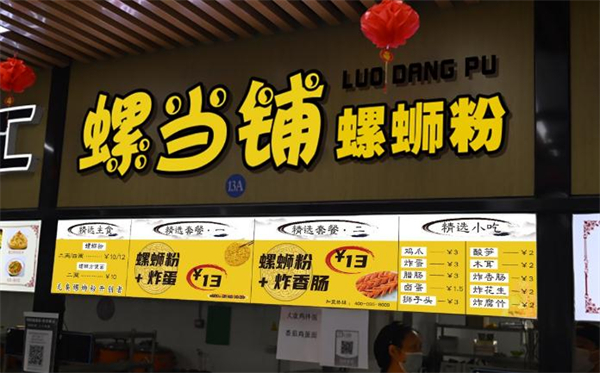 LUO DANG PU
螺当铺 螺蛳粉
13A
精选主食
螺蛳粉
¥10/12
¥10
精选套餐·一
螺蛳粉
+炸蛋
¥13
精选套餐·二
螺蛳粉
+炸香肠
¥13
精选小吃
鸡爪 ¥3
炸蛋 ¥3
腊肠 ¥3
卤蛋 ¥1.5
狮子头 ¥3
酸笋 ¥2
木耳 ¥2
炸香肠 ¥2
炸花生 ¥2
炸腐竹 ¥2